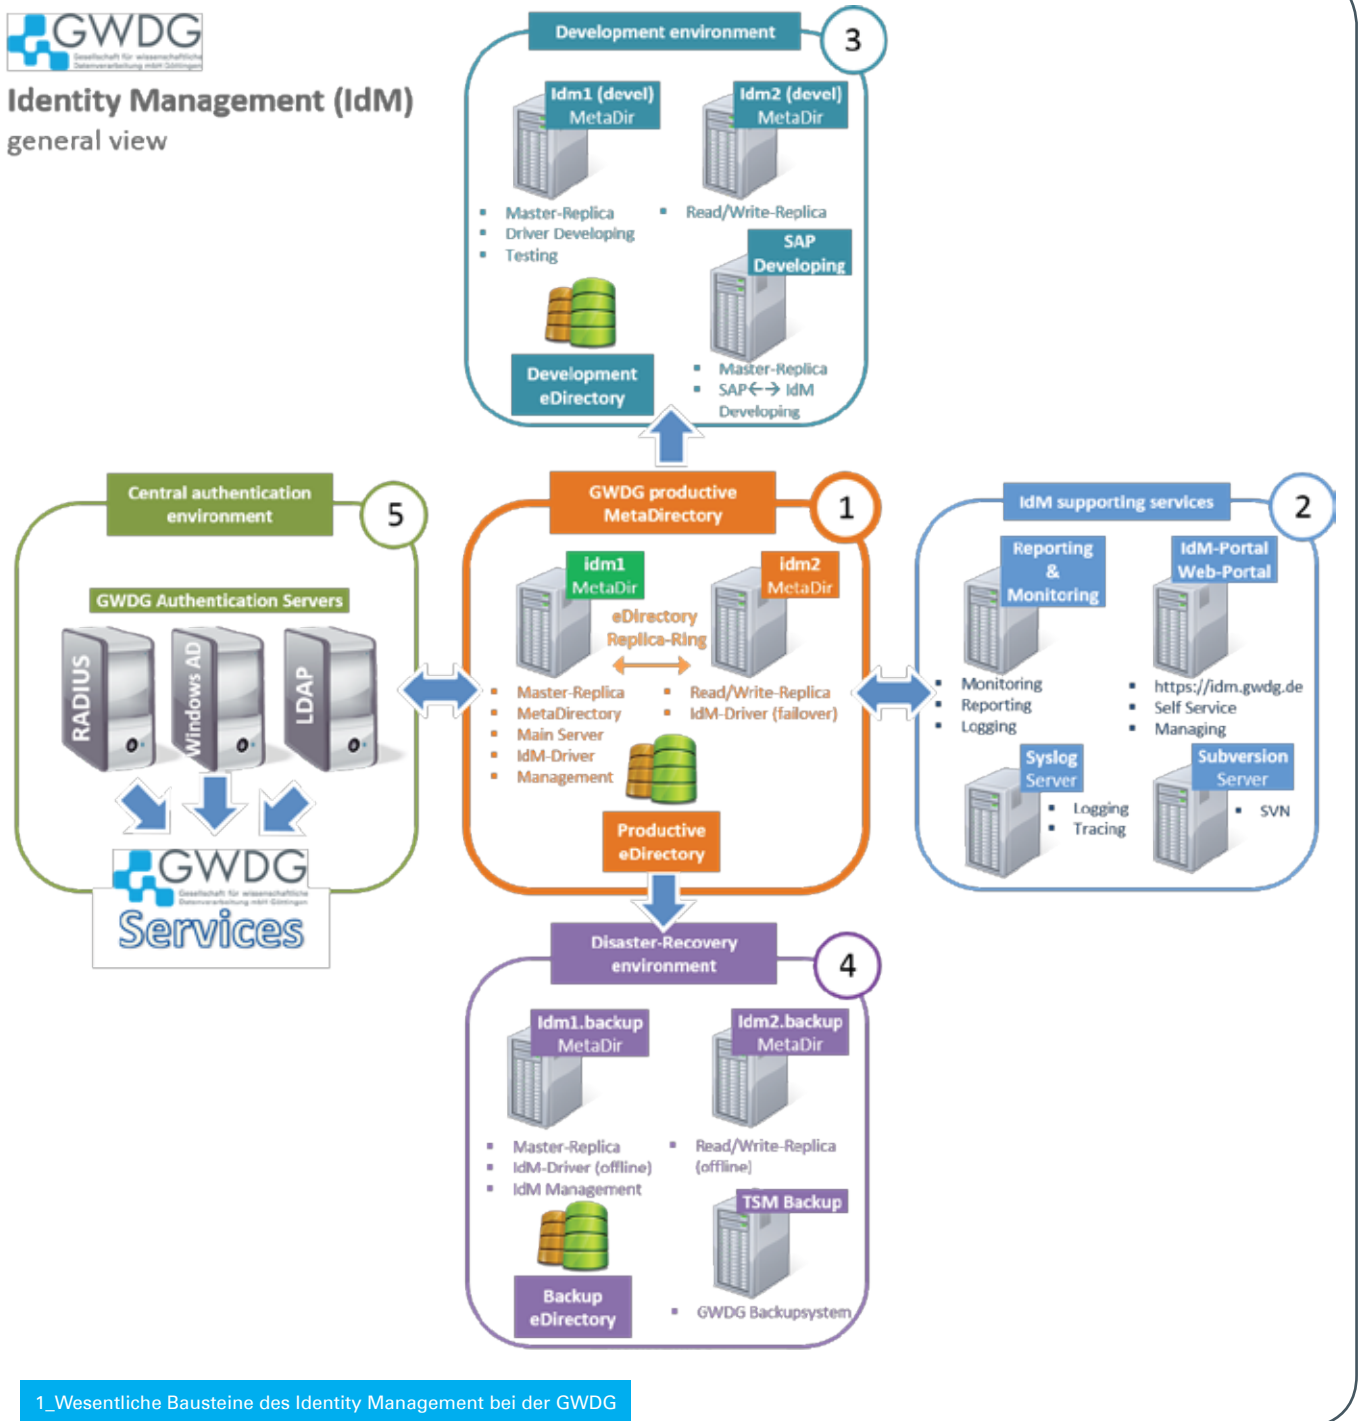 GWDG
Gesellschaft für wissenschaftliche
Datenverarbeitung mbH Göttingen
Identity Management (IdM)
general view
Development environment
3
Idm1 (devel)
MetaDir
Idm2 (devel)
MetaDir
▪ Master-Replica
▪ Driver Developing
▪ Testing
▪ Read/Write-Replica
SAP
Developing
Development
eDirectory
▪ Master-Replica
▪ SAP←→ IdM
Developing
Central authentication
environment
5
GWDG Authentication Servers
RADIUS
Windows AD
LDAP
GWDG
Gesellschaft für wissenschaftliche
Datenverarbeitung mbH Göttingen
Services
GWDG productive
MetaDirectory
1
idm1
MetaDir
idm2
MetaDir
eDirectory
Replica-Ring
▪ Master-Replica
▪ MetaDirectory
▪ Main Server
▪ IdM-Driver
▪ Management
▪ Read/Write-Replica
▪ IdM-Driver (failover)
Productive
eDirectory
IdM supporting services
2
Reporting
&
Monitoring
IdM-Portal
Web-Portal
▪ Monitoring
▪ Reporting
▪ Logging
▪ https://idm.gwdg.de
▪ Self Service
▪ Managing
Syslog
Server
▪ Logging
▪ Tracing
Subversion
Server
▪ SVN
Disaster-Recovery
environment
4
Idm1.backup
MetaDir
Idm2.backup
MetaDir
▪ Master-Replica
▪ IdM-Driver (offline)
▪ IdM Management
▪ Read/Write-Replica
(offline)
TSM Backup
Backup
eDirectory
▪ GWDG Backupsystem
1_Wesentliche Bausteine des Identity Management bei der GWDG